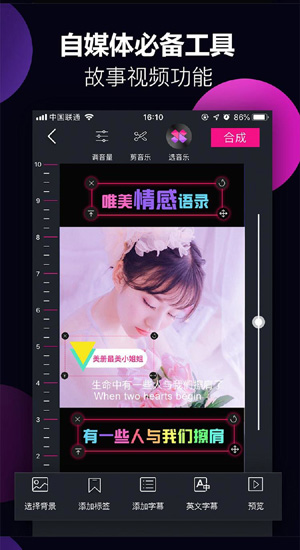 自媒体必备工具
故事视频功能
中国联通 16:10
合成
调音量 剪音乐 选音乐
10
9
8
7
6
5
4
3
2
唯美情感语录
美册最美小姐姐
生命中有一些人与我们擦肩了
When two hearts begin
有一些人与我们擦肩
选择背景 添加标签 添加字幕 英文字幕 预览